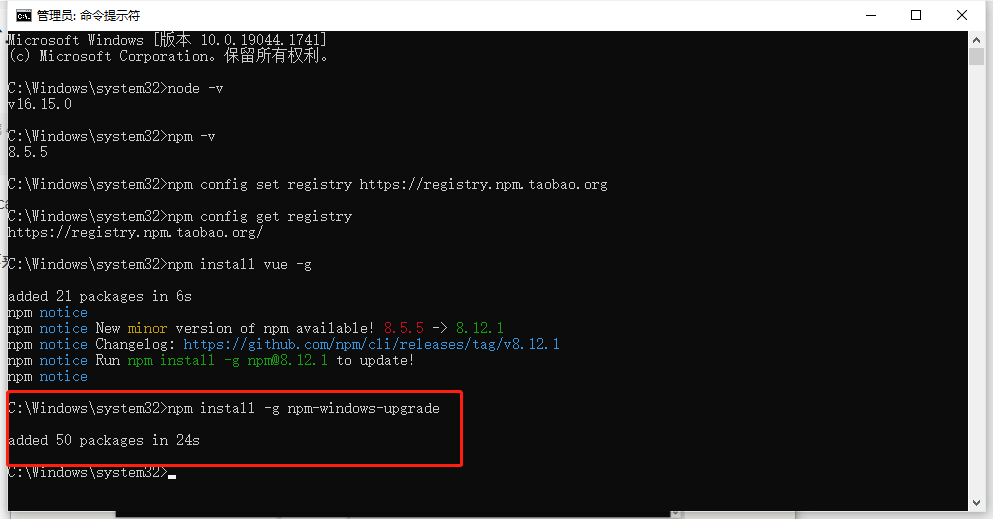 管理员: 命令提示符
Microsoft Windows [版本 10.0.19044.1741]
(c) Microsoft Corporation。保留所有权利。
C:\Windows\system32>node -v
v16.15.0
C:\Windows\system32>npm -v
8.5.5
C:\Windows\system32>npm config set registry https://registry.npm.taobao.org
C:\Windows\system32>npm config get registry
https://registry.npm.taobao.org/
C:\Windows\system32>npm install vue -g
added 21 packages in 6s
npm notice
npm notice New minor version of npm available! 8.5.5 -> 8.12.1
npm notice Changelog: https://github.com/npm/cli/releases/tag/v8.12.1
npm notice Run npm install -g npm@8.12.1 to update!
npm notice
C:\Windows\system32>npm install -g npm-windows-upgrade
added 50 packages in 24s
C:\Windows\system32>